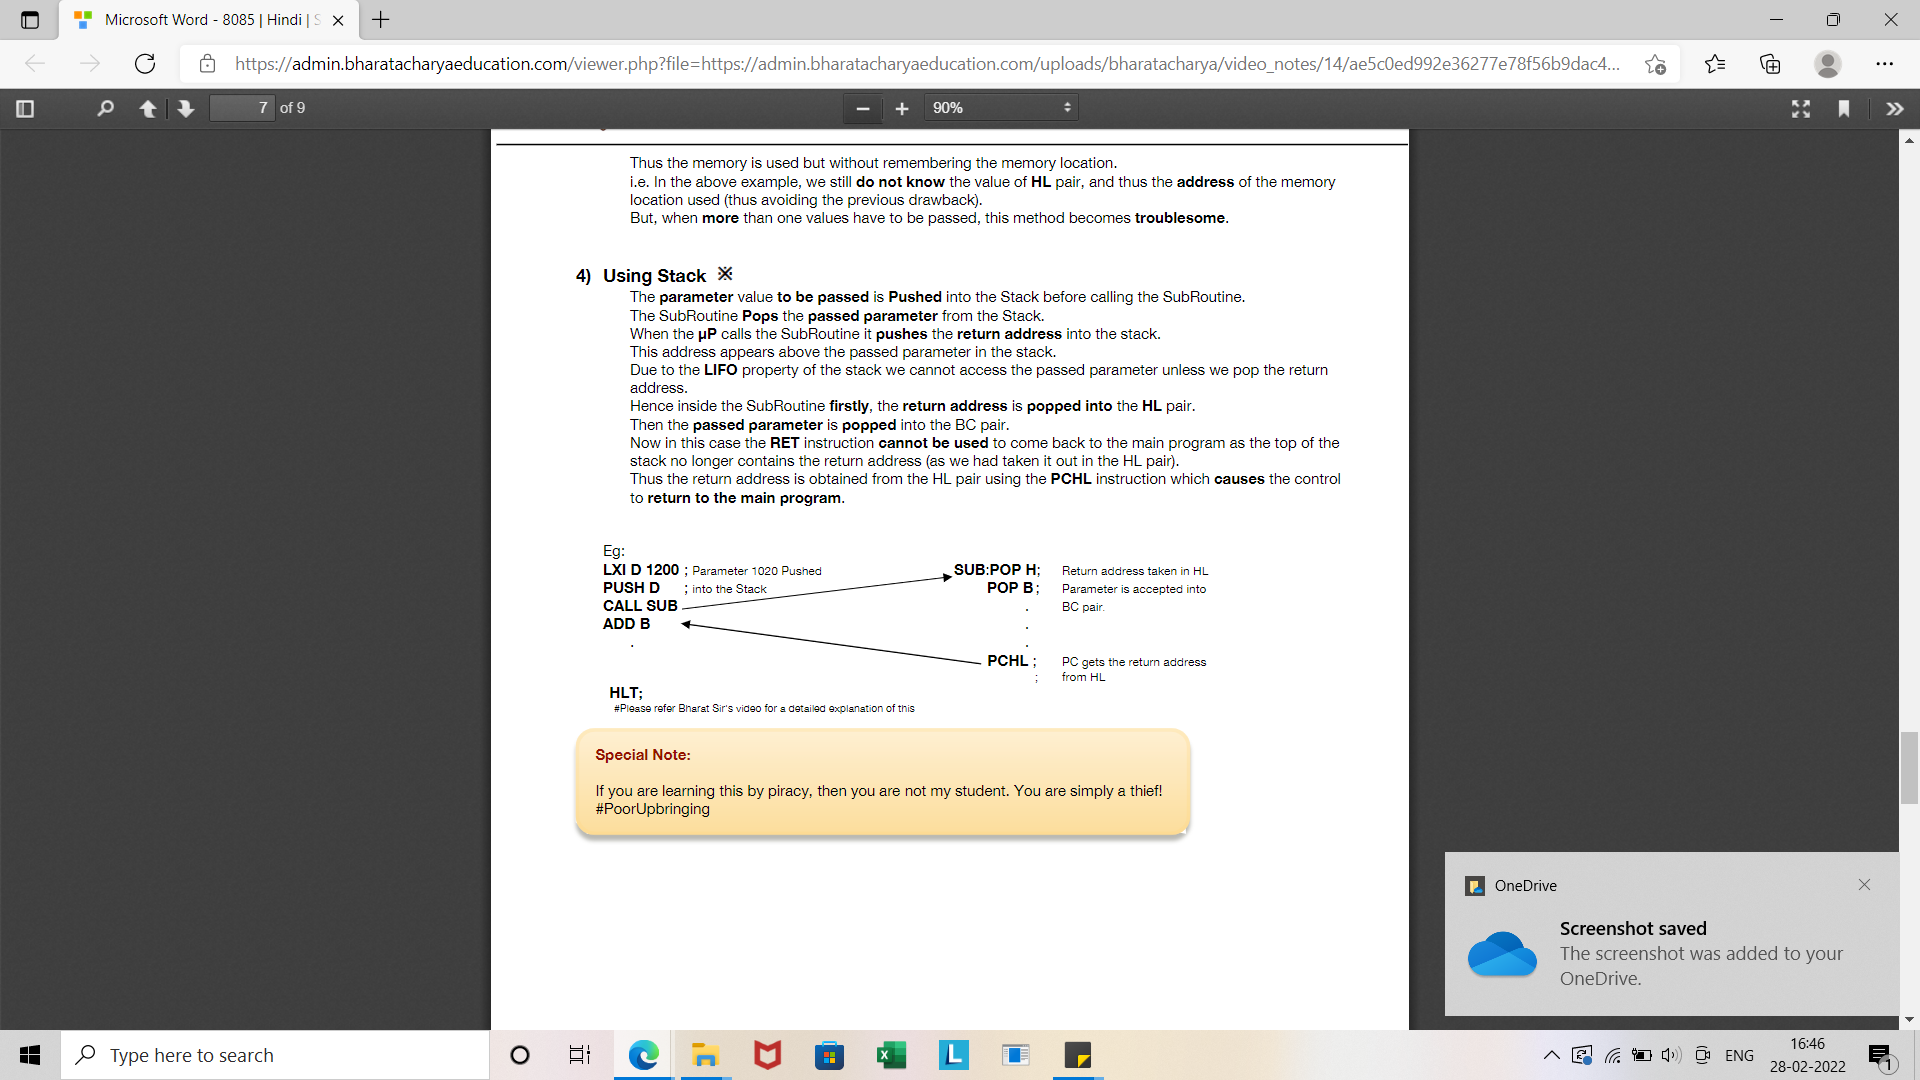 Microsoft Word - 8085 | Hindi | S
https://admin.bharatacharyaeducation.com/viewer.php?file=https://admin.bharatacharyaeducation.com/uploads/bharatacharya/video_notes/14/ae5c0ed992e36277e78f56b9dac4...
7 of 9
90%
Thus the memory is used but without remembering the memory location.
i.e. In the above example, we still do not know the value of HL pair, and thus the address of the memory
location used (thus avoiding the previous drawback).
But, when more than one values have to be passed, this method becomes troublesome.
4) Using Stack ※
The parameter value to be passed is Pushed into the Stack before calling the SubRoutine.
The SubRoutine Pops the passed parameter from the Stack.
When the µP calls the SubRoutine it pushes the return address into the stack.
This address appears above the passed parameter in the stack.
Due to the LIFO property of the stack we cannot access the passed parameter unless we pop the return
address.
Hence inside the SubRoutine firstly, the return address is popped into the HL pair.
Then the passed parameter is popped into the BC pair.
Now in this case the RET instruction cannot be used to come back to the main program as the top of the
stack no longer contains the return address (as we had taken it out in the HL pair).
Thus the return address is obtained from the HL pair using the PCHL instruction which causes the control
to return to the main program.
Eg:
LXI D 1200 ; Parameter 1020 Pushed
PUSH D ; into the Stack
CALL SUB
ADD B
.
HLT;
#Please refer Bharat Sir's video for a detailed explanation of this
SUB:POP H; Return address taken in HL
POP B; Parameter is accepted into
. BC pair.
.
.
PCHL ; PC gets the return address
; from HL
Special Note:
If you are learning this by piracy, then you are not my student. You are simply a thief!
#PoorUpbringing
OneDrive
Screenshot saved
The screenshot was added to your
OneDrive.
Type here to search
L
ENG
16:46
28-02-2022
1